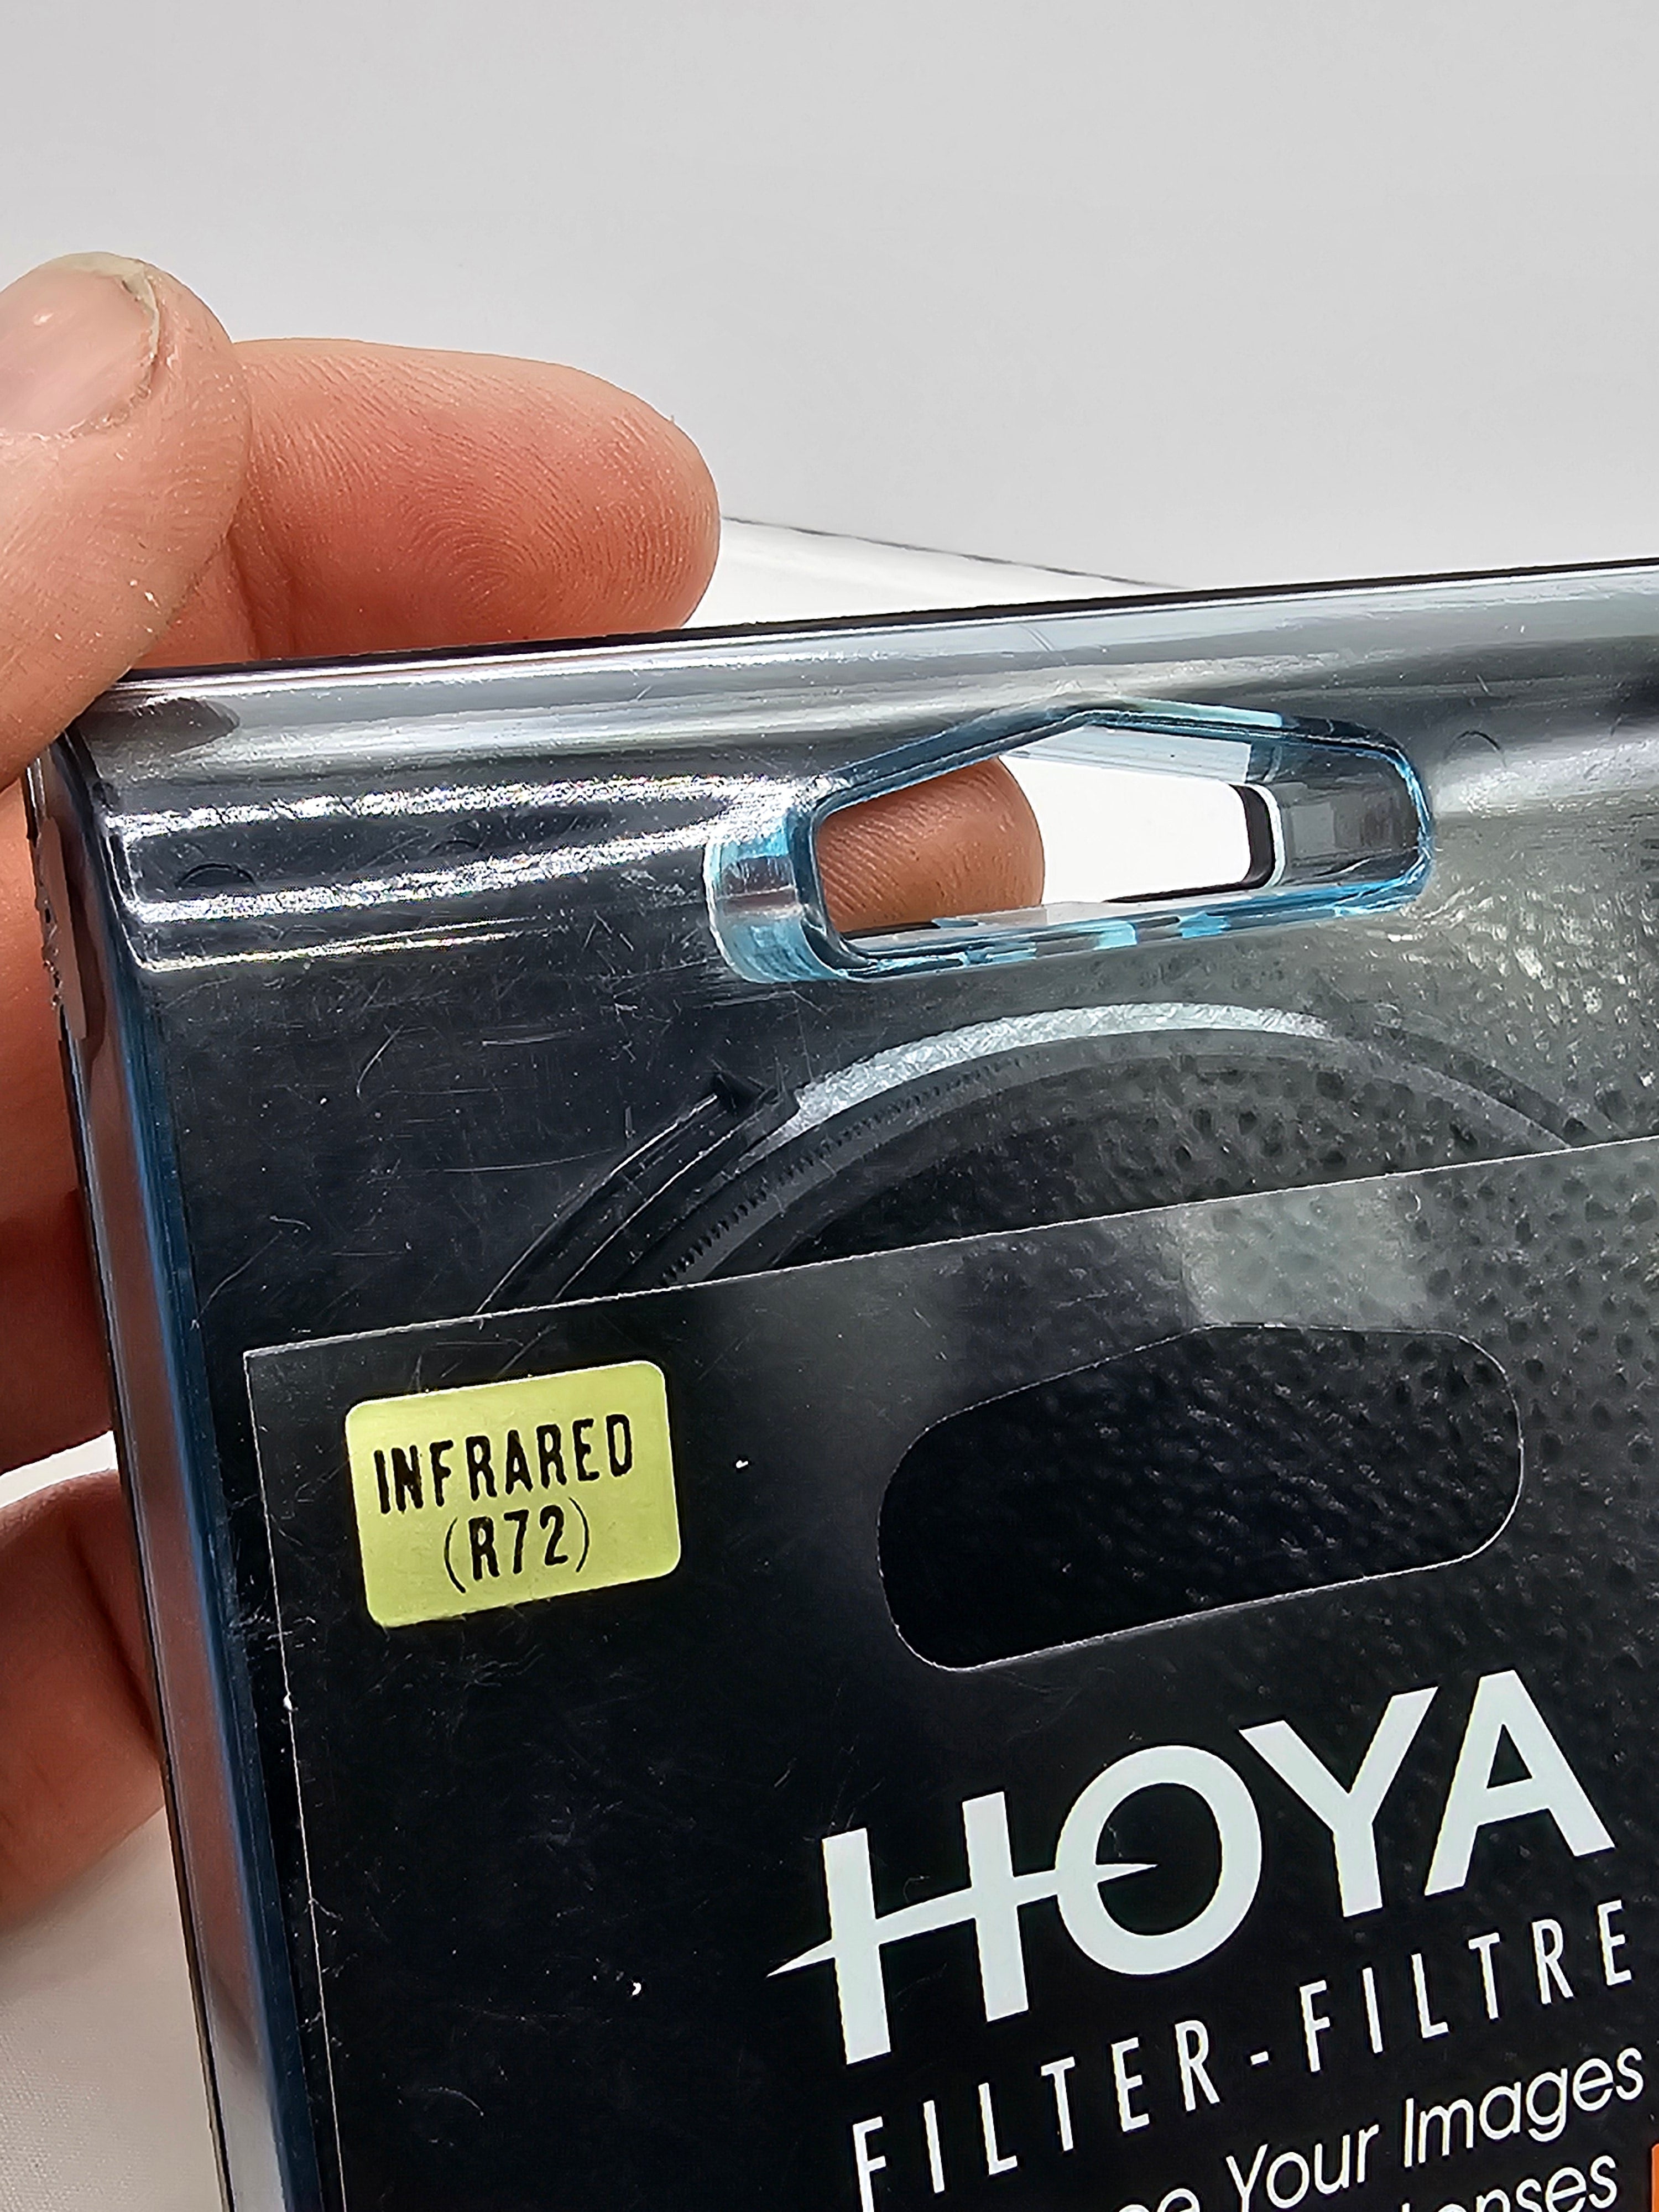 INFRARED
(R72)
HOYA
FILTER-FILTRE
Your Images